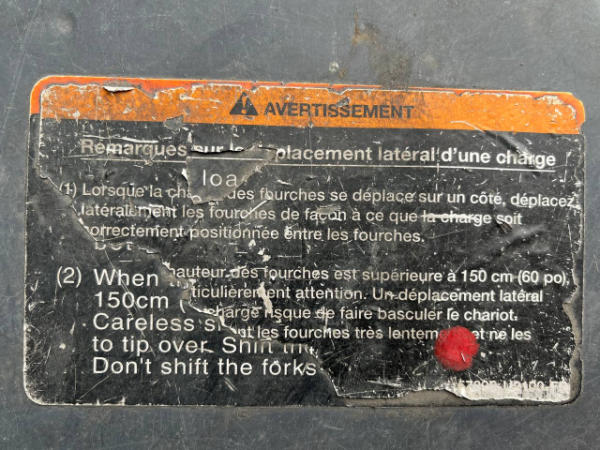 AVERTISSEMENT
Remarques sur le placement latéral d'une charge
loa
(1) Lorsque la cha des fourches se déplace sur un côté, déplacez
latéralement les fourches de façon à ce que la charge soit
correctement positionnée entre les fourches.
(2) When hauteur des fourches est supérieure à 150 cm (60 po),
150cm ticulièrement attention. Un déplacement latéral
Careless s charge risque de faire basculer le chariot.
to tip over. Shift nt les fourches très lentem et ne les
Don't shift the forks